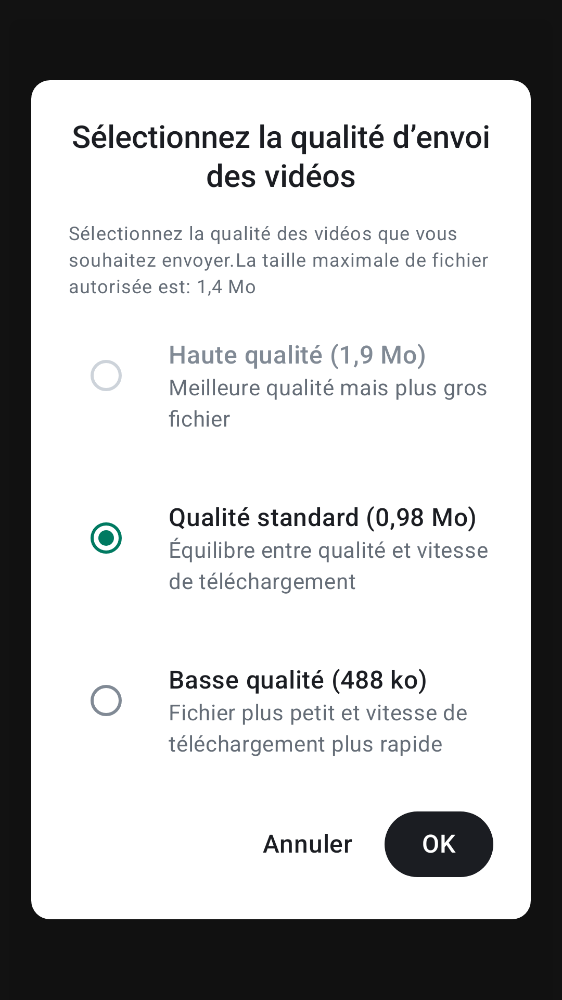 Sélectionnez la qualité d’envoi
des vidéos
Sélectionnez la qualité des vidéos que vous
souhaitez envoyer.La taille maximale de fichier
autorisée est: 1,4 Mo
Haute qualité (1,9 Mo)
Meilleure qualité mais plus gros
fichier
Qualité standard (0,98 Mo)
Équilibre entre qualité et vitesse
de téléchargement
Basse qualité (488 ko)
Fichier plus petit et vitesse de
téléchargement plus rapide
Annuler OK